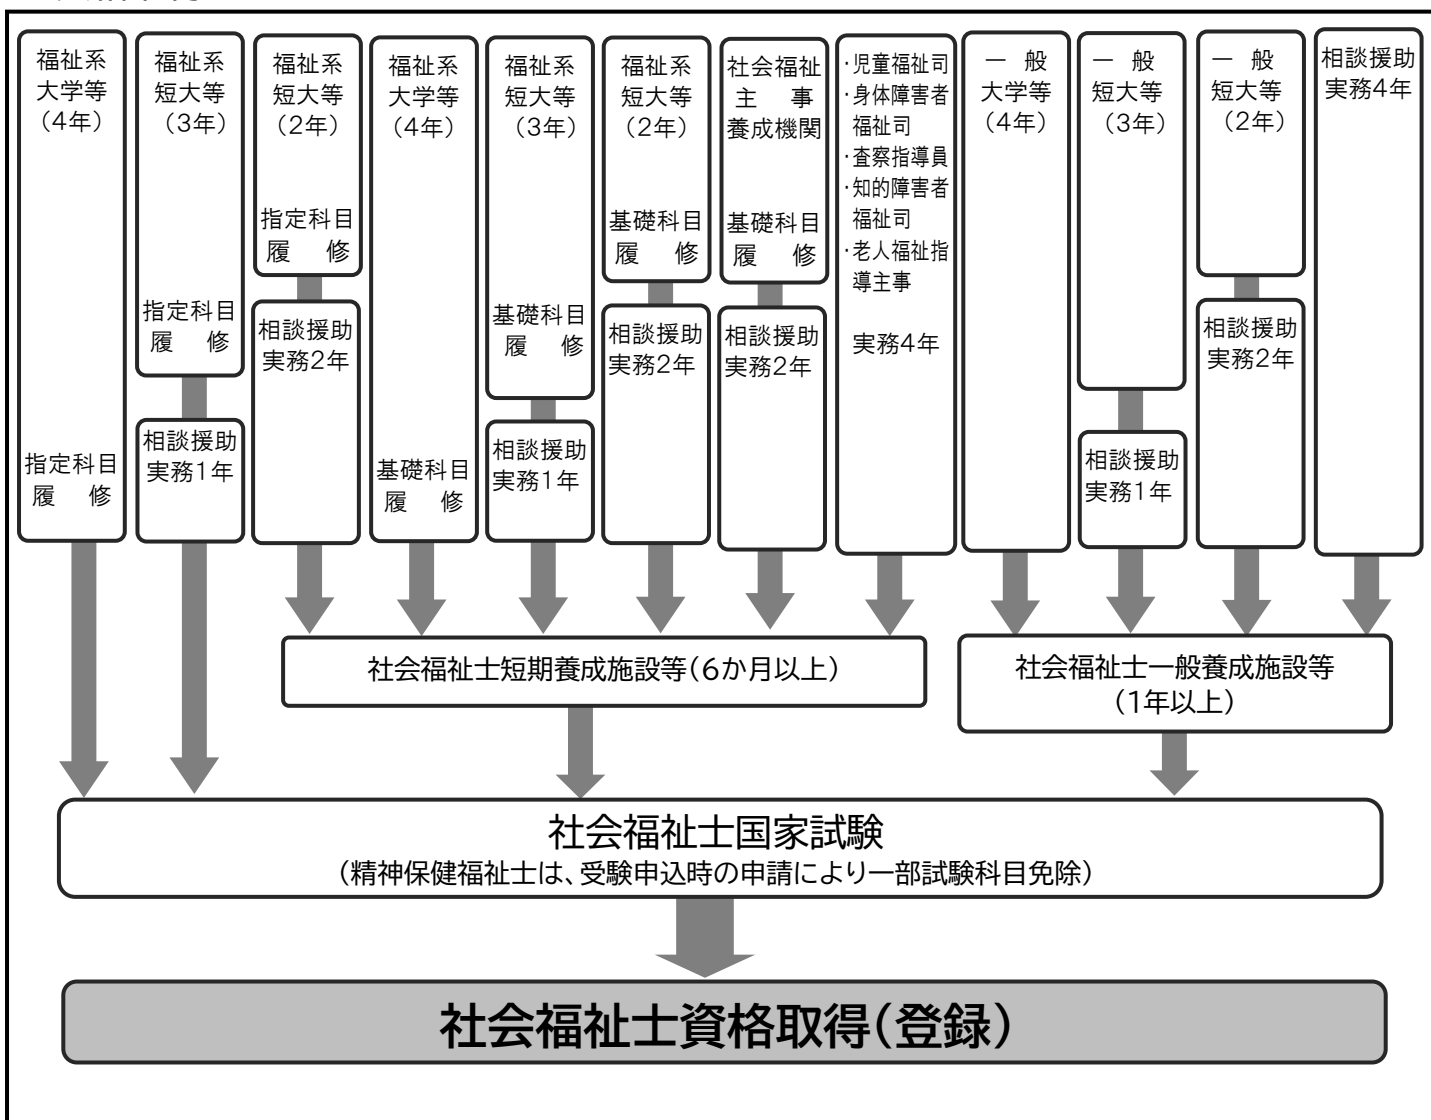 福祉系
大学等
(4年)
指定科目
履　修
福祉系
短大等
(3年)
指定科目
履　修
相談援助
実務1年
福祉系
短大等
(2年)
指定科目
履　修
相談援助
実務2年
福祉系
大学等
(4年)
基礎科目
履　修
福祉系
短大等
(3年)
基礎科目
履　修
相談援助
実務1年
福祉系
短大等
(2年)
基礎科目
履　修
相談援助
実務2年
社会福祉
主　事
養成機関
基礎科目
履　修
相談援助
実務2年
・児童福祉司
・身体障害者
福祉司
・査察指導員
・知的障害者
福祉司
・老人福祉指
導主事
実務4年
一　般
大学等
(4年)
一　般
短大等
(3年)
相談援助
実務1年
一　般
短大等
(2年)
相談援助
実務2年
相談援助
実務4年
社会福祉士短期養成施設等(6か月以上)
社会福祉士一般養成施設等
(1年以上)
社会福祉士国家試験
(精神保健福祉士は、受験申込時の申請により一部試験科目免除)
社会福祉士資格取得(登録)